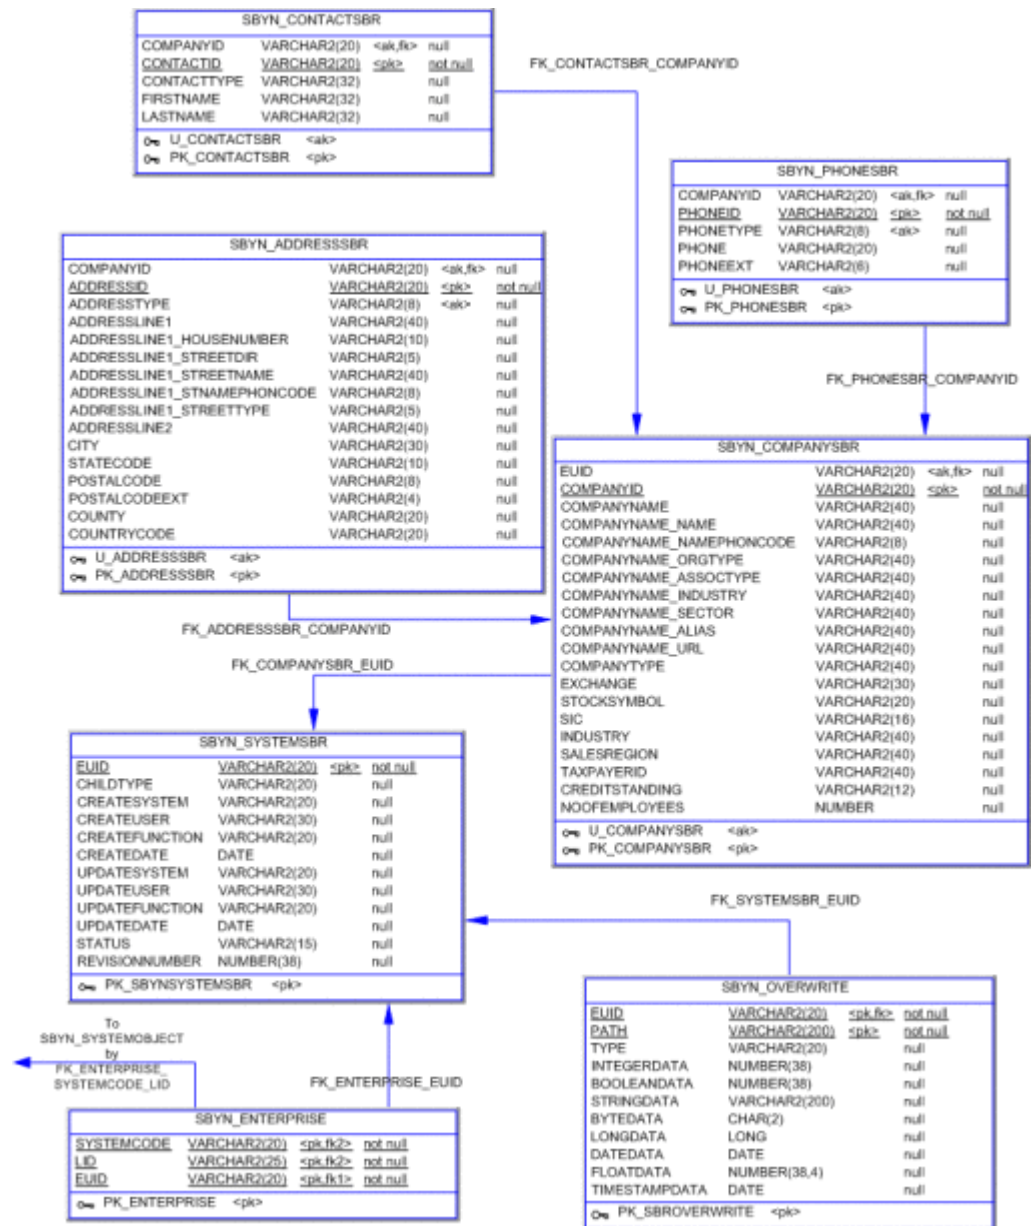 SBYN_CONTACTSBR
COMPANYID VARCHAR2(20) <ak,fk> null
CONTACTID VARCHAR2(20) <pk> not null
CONTACTTYPE VARCHAR2(32) null
FIRSTNAME VARCHAR2(32) null
LASTNAME VARCHAR2(32) null
U_CONTACTSBR <ak>
PK_CONTACTSBR <pk>
FK_CONTACTSBR_COMPANYID
SBYN_PHONESBR
COMPANYID VARCHAR2(20) <ak,fk> null
PHONEID VARCHAR2(20) <pk> not null
PHONETYPE VARCHAR2(8) <ak> null
PHONE VARCHAR2(20) null
PHONEEXT VARCHAR2(6) null
U_PHONESBR <ak>
PK_PHONESBR <pk>
FK_PHONESBR_COMPANYID
SBYN_ADDRESSSBR
COMPANYID VARCHAR2(20) <ak,fk> null
ADDRESSID VARCHAR2(20) <pk> not null
ADDRESSTYPE VARCHAR2(8) <ak> null
ADDRESSLINE1 VARCHAR2(40) null
ADDRESSLINE1_HOUSENUMBER VARCHAR2(10) null
ADDRESSLINE1_STREETDIR VARCHAR2(5) null
ADDRESSLINE1_STREETNAME VARCHAR2(40) null
ADDRESSLINE1_STNAMEPHONCODE VARCHAR2(8) null
ADDRESSLINE1_STREETTYPE VARCHAR2(5) null
ADDRESSLINE2 VARCHAR2(40) null
CITY VARCHAR2(30) null
STATECODE VARCHAR2(10) null
POSTALCODE VARCHAR2(8) null
POSTALCODEEXT VARCHAR2(4) null
COUNTY VARCHAR2(20) null
COUNTRYCODE VARCHAR2(20) null
U_ADDRESSSBR <ak>
PK_ADDRESSSBR <pk>
FK_ADDRESSSBR_COMPANYID
SBYN_COMPANYSBR
EUID VARCHAR2(20) <ak,fk> null
COMPANYID VARCHAR2(20) <pk> not null
COMPANYNAME VARCHAR2(40) null
COMPANYNAME_NAME VARCHAR2(40) null
COMPANYNAME_NAMEPHONCODE VARCHAR2(8) null
COMPANYNAME_ORGTYPE VARCHAR2(40) null
COMPANYNAME_ASSOCTYPE VARCHAR2(40) null
COMPANYNAME_INDUSTRY VARCHAR2(40) null
COMPANYNAME_SECTOR VARCHAR2(40) null
COMPANYNAME_ALIAS VARCHAR2(40) null
COMPANYNAME_URL VARCHAR2(40) null
COMPANYTYPE VARCHAR2(40) null
EXCHANGE VARCHAR2(30) null
STOCKSYMBOL VARCHAR2(20) null
SIC VARCHAR2(16) null
INDUSTRY VARCHAR2(40) null
SALESREGION VARCHAR2(40) null
TAXPAYERID VARCHAR2(40) null
CREDITSTANDING VARCHAR2(12) null
NOOFEMPLOYEES NUMBER null
U_COMPANYSBR <ak>
PK_COMPANYSBR <pk>
FK_COMPANYSBR_EUID
SBYN_SYSTEMSBR
EUID VARCHAR2(20) <pk> not null
CHILDTYPE VARCHAR2(20) null
CREATESYSTEM VARCHAR2(20) null
CREATEUSER VARCHAR2(30) null
CREATEFUNCTION VARCHAR2(20) null
CREATEDATE DATE null
UPDATESYSTEM VARCHAR2(20) null
UPDATEUSER VARCHAR2(30) null
UPDATEFUNCTION VARCHAR2(20) null
UPDATEDATE DATE null
STATUS VARCHAR2(15) null
REVISIONNUMBER NUMBER(38) null
PK_SBYNSYSTEMSBR <pk>
FK_SYSTEMSBR_EUID
SBYN_OVERWRITE
EUID VARCHAR2(20) <pk,fk> not null
PATH VARCHAR2(200) <pk> not null
TYPE VARCHAR2(20) null
INTEGERDATA NUMBER(38) null
BOOLEANDATA NUMBER(38) null
STRINGDATA VARCHAR2(200) null
BYTEDATA CHAR(2) null
LONGDATA LONG null
DATEDATA DATE null
FLOATDATA NUMBER(38,4) null
TIMESTAMPDATA DATE null
PK_SBROVERWRITE <pk>
To
SBYN_SYSTEMOBJECT
by
FK_ENTERPRISE_
SYSTEMCODE_LID
FK_ENTERPRISE_EUID
SBYN_ENTERPRISE
SYSTEMCODE VARCHAR2(20) <pk,fk2> not null
LID VARCHAR2(25) <pk,fk2> not null
EUID VARCHAR2(20) <pk,fk1> not null
PK_ENTERPRISE <pk>